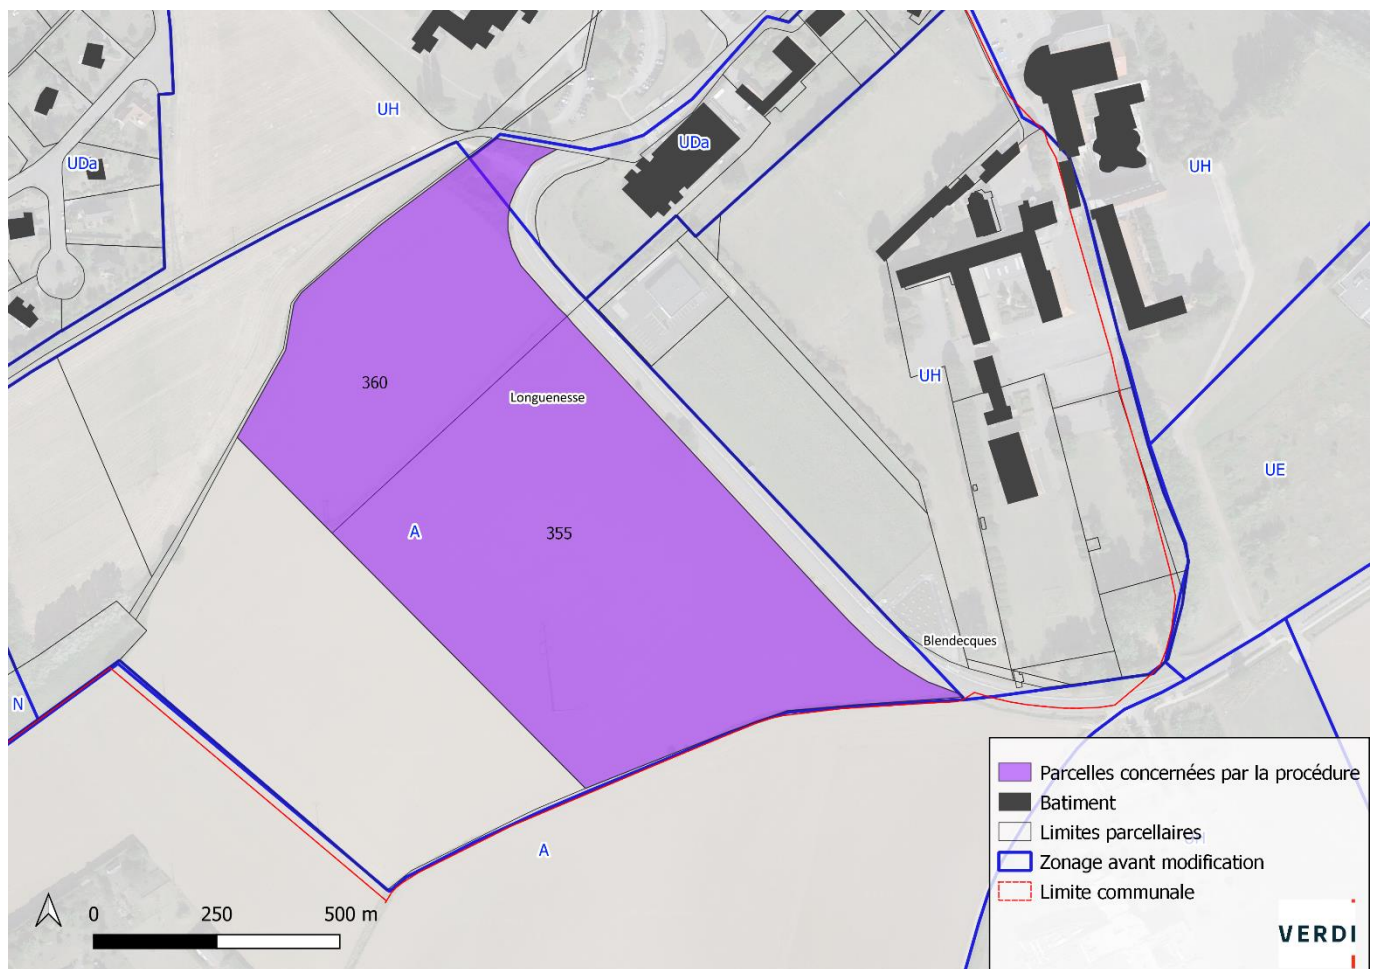 UH
UDa
UDa
UH
360
Longuenesse
UH
UE
A
355
Blendecques
N
A
Parcelles concernées par la procédure
Batiment
Limites parcellaires
UH
Zonage avant modification
Limite communale
0 250 500 m
VERDI